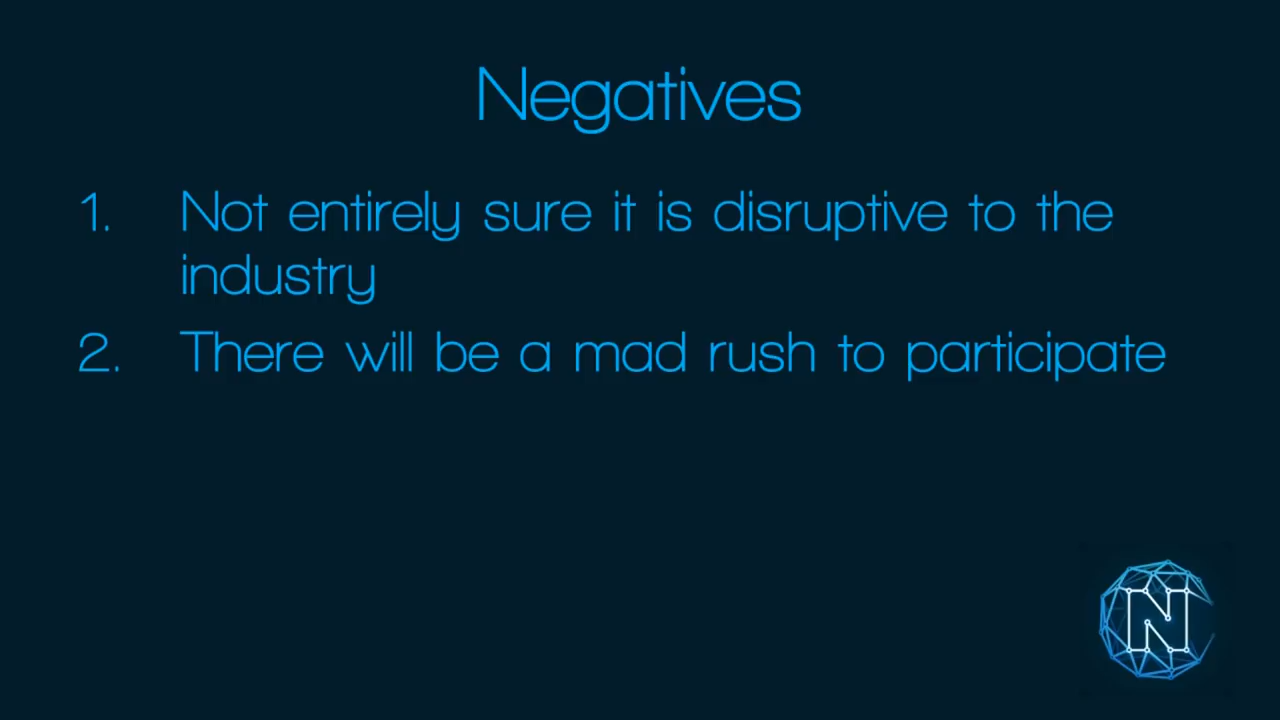 Negatives
1. Not entirely sure it is disruptive to the
industry
2. There will be a mad rush to participate
N